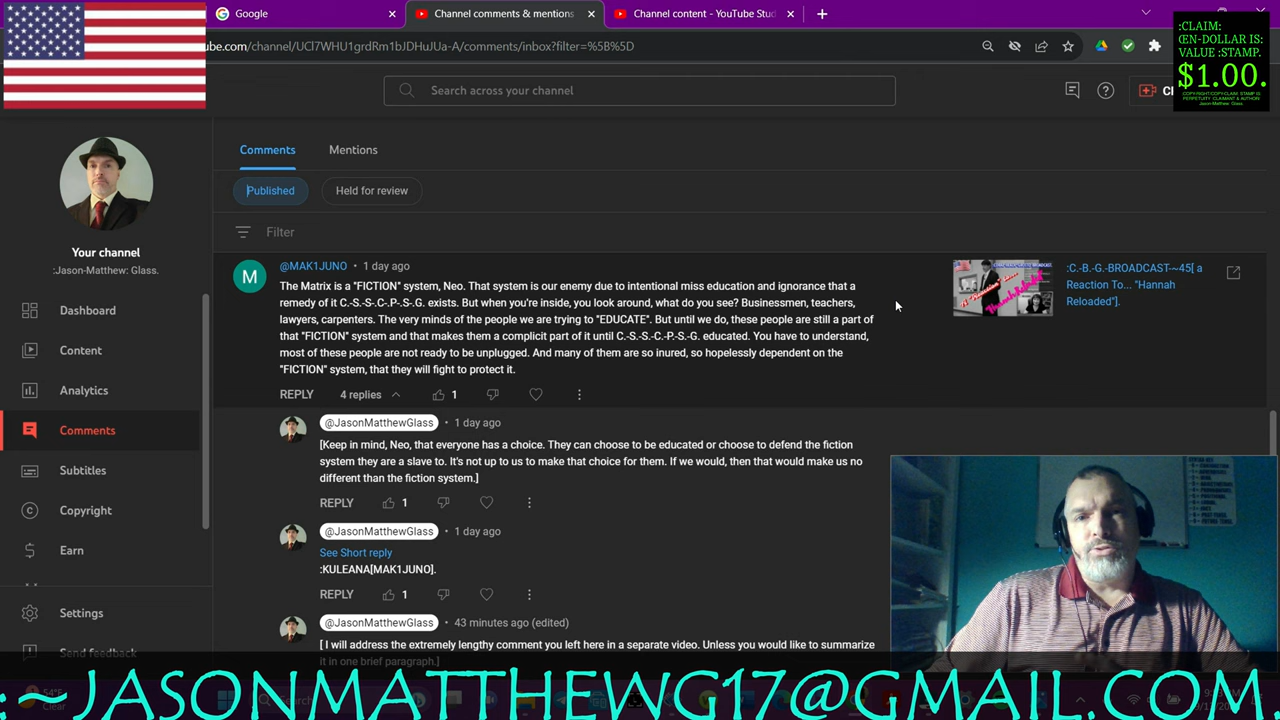 Google
Channel content - YouTube Stud
be.com/channel/UCl7WHU1grdRm1bJDHuJUa-A/comments/inbox?filter=%5B%5D
:CLAIM:
ŒN-DOLLAR IS:
VALUE :STAMP.
$1.00.
Jason-Matthew Glass.
Search across your channel
Your channel
:Jason-Matthew: Glass.
Dashboard
Content
Analytics
Comments
Subtitles
Copyright
Earn
Settings
Send feedback
Comments
Mentions
Published
Held for review
Filter
M
@MAK1JUNO • 1 day ago
The Matrix is a "FICTION" system, Neo. That system is our enemy due to intentional miss education and ignorance that a
remedy of it C.-S.-S.-C.-P.-S.-G. exists. But when you're inside, you look around, what do you see? Businessmen, teachers,
lawyers, carpenters. The very minds of the people we are trying to "EDUCATE". But until we do, these people are still a part of
that "FICTION" system and that makes them a complicit part of it until C.-S.-S.-C.-P.-S.-G. educated. You have to understand,
most of these people are not ready to be unplugged. And many of them are so inured, so hopelessly dependent on the
"FICTION" system, that they will fight to protect it.
REPLY 4 replies 1
:C.-B.-G.-BROADCAST-~45[ a
Reaction To... "Hannah
Reloaded"].
@JasonMatthewGlass • 1 day ago
[Keep in mind, Neo, that everyone has a choice. They can choose to be educated or choose to defend the fiction
system they are a slave to. It's not up to us to make that choice for them. If we would, then that would make us no
different than the fiction system.]
REPLY 1
@JasonMatthewGlass • 1 day ago
See Short reply
:KULEANA[MAK1JUNO].
REPLY 1
@JasonMatthewGlass • 43 minutes ago (edited)
[ I will address the extremely lengthy comment you left here in a separate video. Unless you would like to summarize
it in one brief paragraph.]
54°F
Clear
: ~ JASONMATTHEWG17@GMAIL.COM.